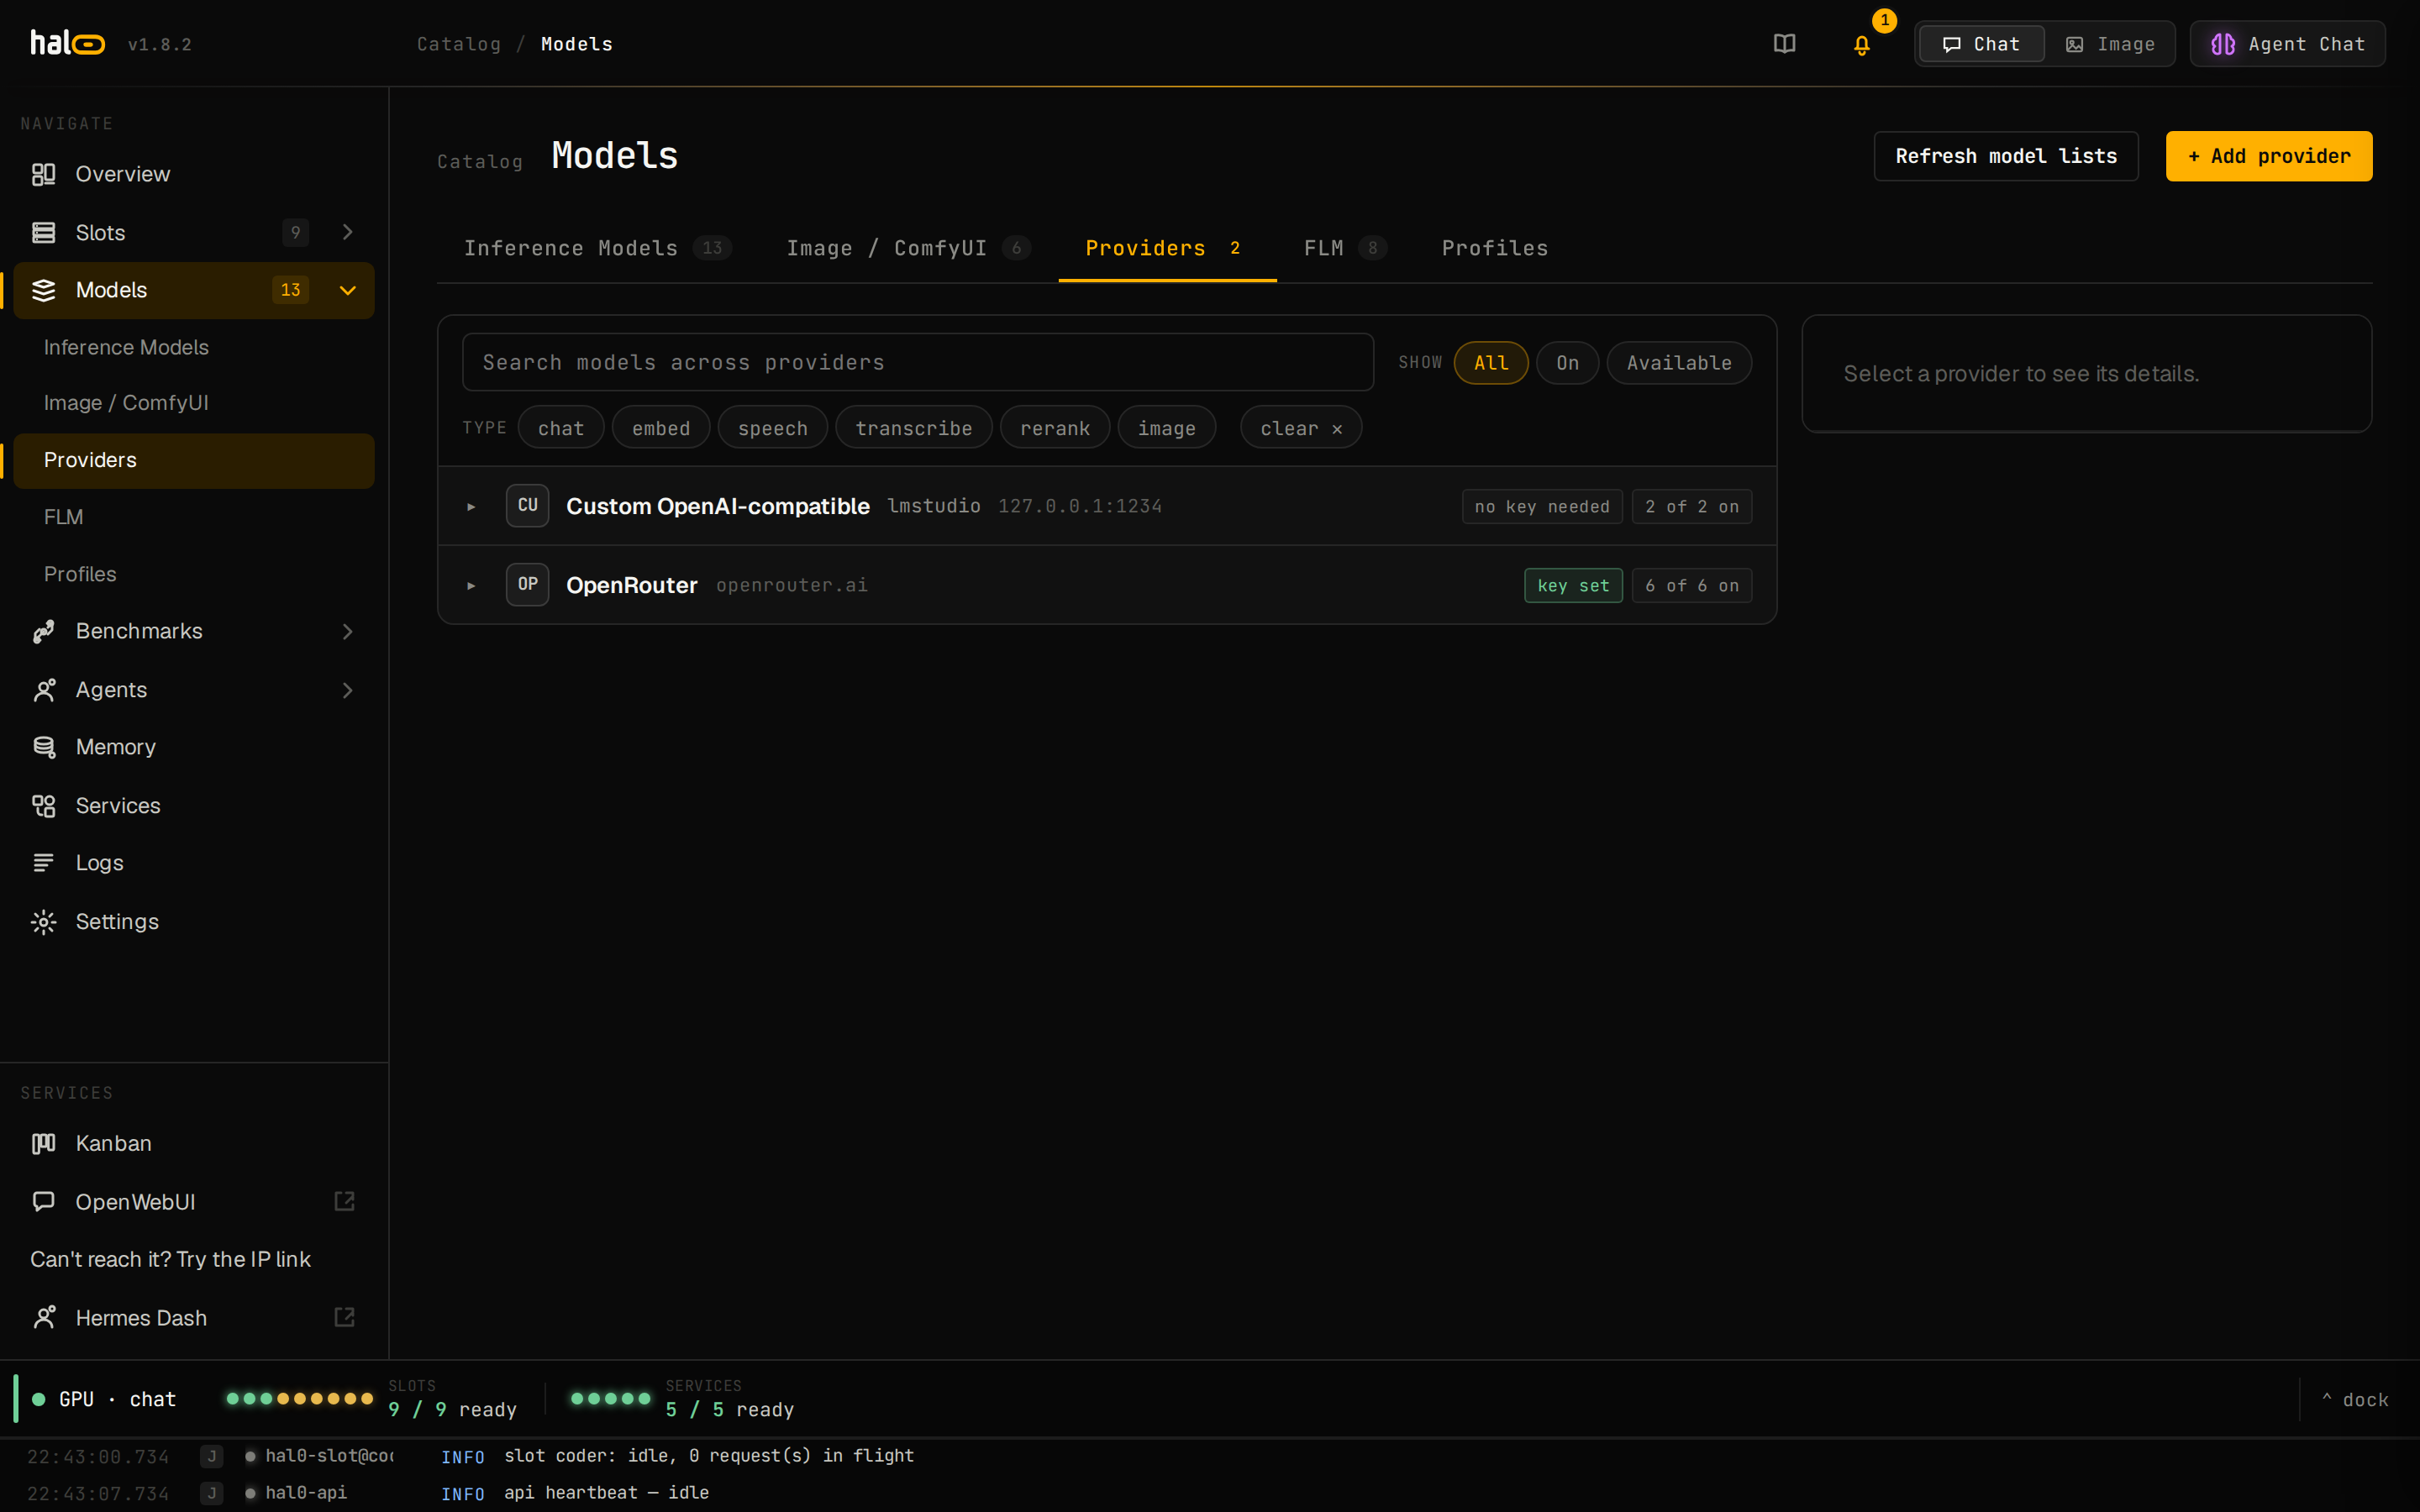 halo v1.8.2
Catalog / Models
1
Chat
Image
Agent Chat
NAVIGATE
Overview
Slots 9
Models 13
Inference Models
Image / ComfyUI
Providers
FLM
Profiles
Benchmarks
Agents
Memory
Services
Logs
Settings
SERVICES
Kanban
OpenWebUI
Can't reach it? Try the IP link
Hermes Dash
Catalog Models
Refresh model lists
+ Add provider
Inference Models 13
Image / ComfyUI 6
Providers 2
FLM 8
Profiles
Search models across providers
SHOW All On Available
TYPE chat embed speech transcribe rerank image clear ×
CU Custom OpenAI-compatible lmstudio 127.0.0.1:1234 no key needed 2 of 2 on
OP OpenRouter openrouter.ai key set 6 of 6 on
Select a provider to see its details.
GPU · chat
SLOTS
9 / 9 ready
SERVICES
5 / 5 ready
^ dock
22:43:00.734 J hal0-slot@coc INFO slot coder: idle, 0 request(s) in flight
22:43:07.734 J hal0-api INFO api heartbeat — idle